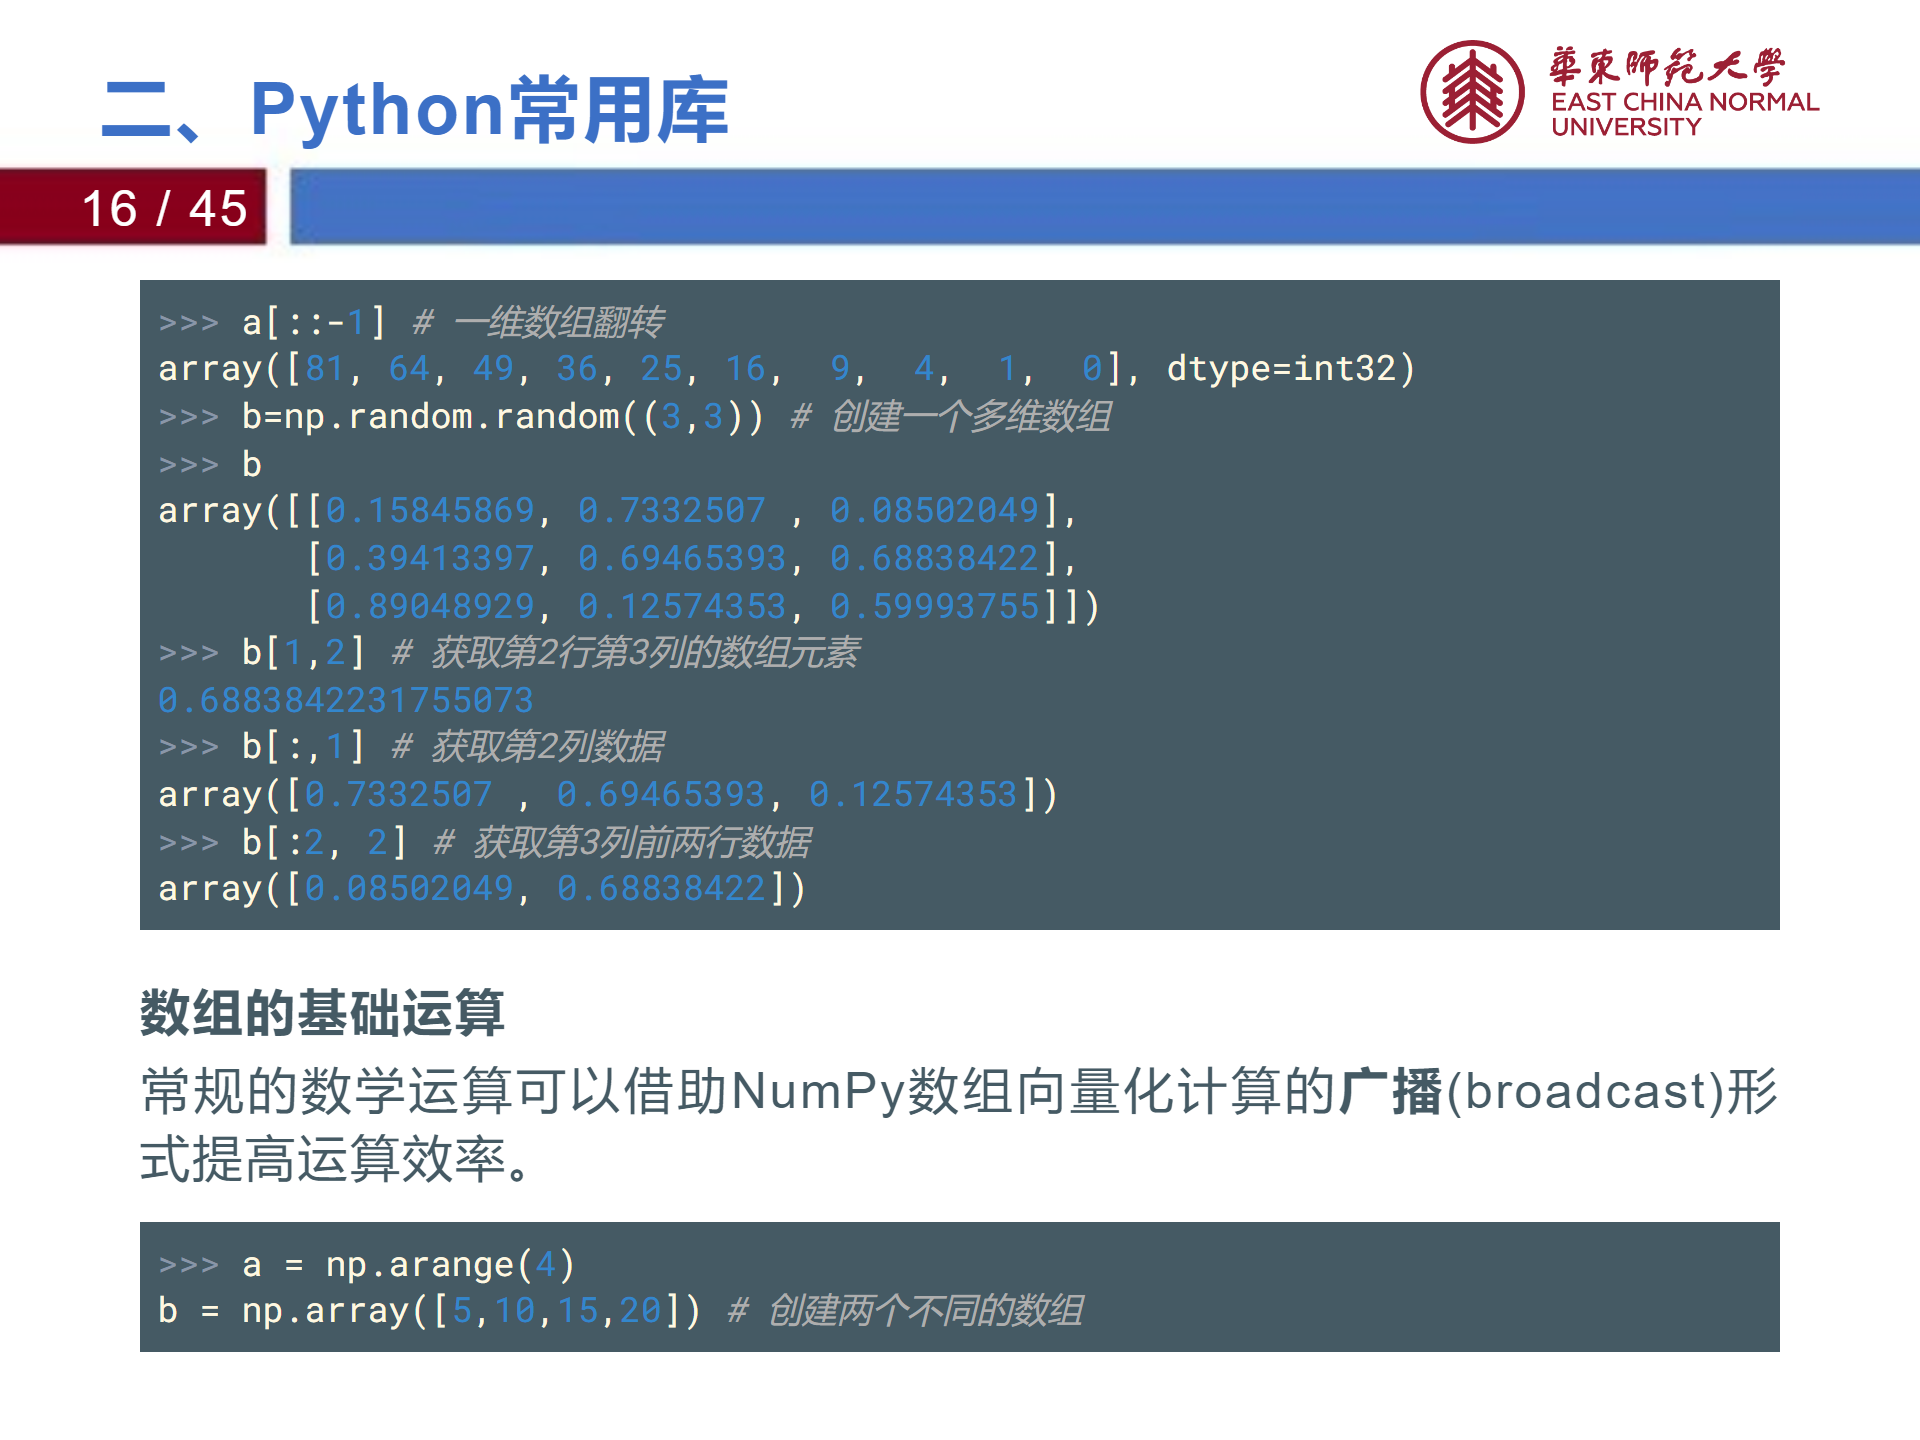 二、Python常用库
華東師範大學
EAST CHINA NORMAL
UNIVERSITY
16 / 45
>>> a[::-1] # 一维数组翻转
array([81, 64, 49, 36, 25, 16,  9,  4,  1,  0], dtype=int32)
>>> b=np.random.random((3,3)) # 创建一个多维数组
>>> b
array([[0.15845869, 0.7332507 , 0.08502049],
       [0.39413397, 0.69465393, 0.68838422],
       [0.89048929, 0.12574353, 0.59993755]])
>>> b[1,2] # 获取第2行第3列的数组元素
0.6883842231755073
>>> b[:,1] # 获取第2列数据
array([0.7332507 , 0.69465393, 0.12574353])
>>> b[:2, 2] # 获取第3列前两行数据
array([0.08502049, 0.68838422])
数组的基础运算
常规的数学运算可以借助NumPy数组向量化计算的广播(broadcast)形
式提高运算效率。
>>> a = np.arange(4)
b = np.array([5,10,15,20]) # 创建两个不同的数组